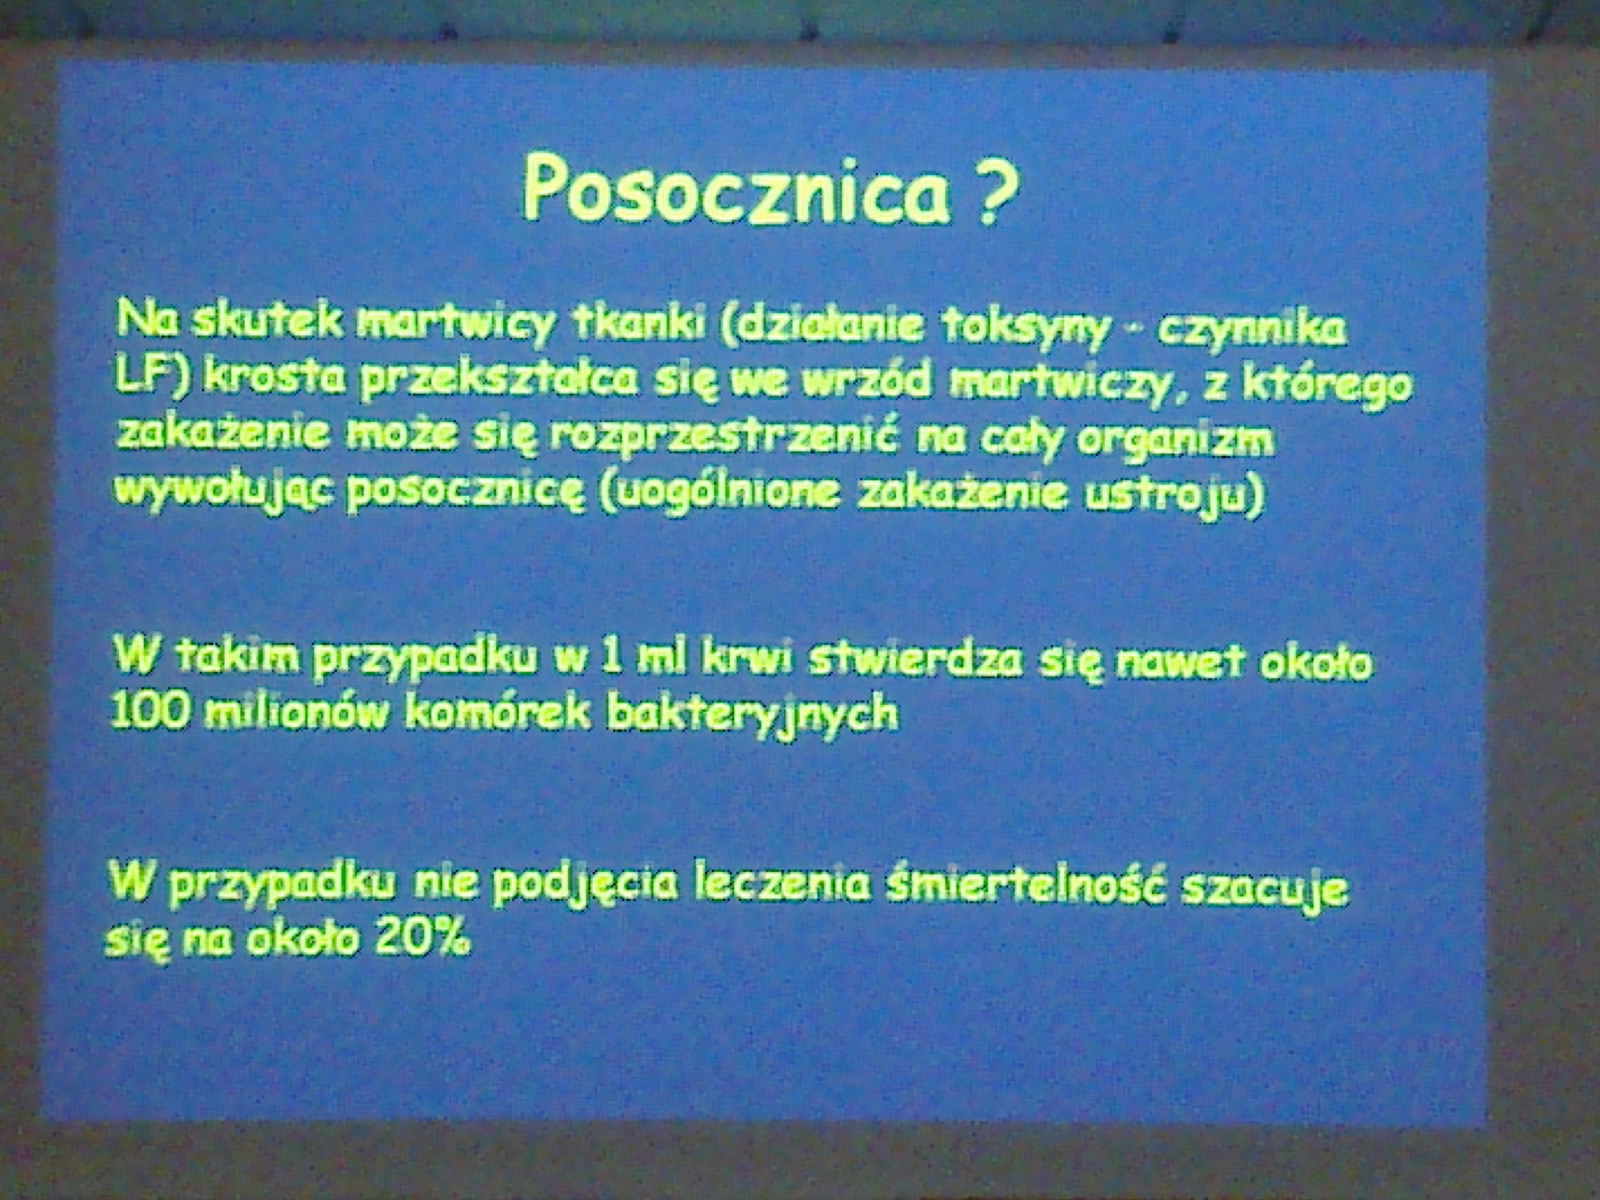 Posocznica ?
Na skutek martwicy tkanki (działanie toksyny - czynnika
LF) krosta przekształca się we wrzód martwiczy, z którego
zakażenie może się rozprzestrzenić na cały organizm
wywołując posocznicę (uogólnione zakażenie ustroju)
W takim przypadku w 1 ml krwi stwierdza się nawet około
100 milionów komórek bakteryjnych
W przypadku nie podjęcia leczenia śmiertelność szacuje
się na około 20%